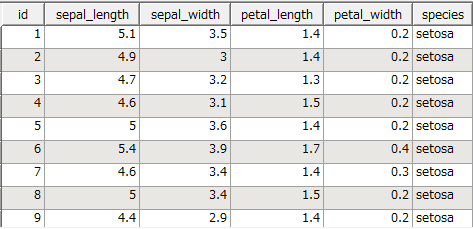 id sepal_length sepal_width petal_length petal_width species
1 5.1 3.5 1.4 0.2 setosa
2 4.9 3 1.4 0.2 setosa
3 4.7 3.2 1.3 0.2 setosa
4 4.6 3.1 1.5 0.2 setosa
5 5 3.6 1.4 0.2 setosa
6 5.4 3.9 1.7 0.4 setosa
7 4.6 3.4 1.4 0.3 setosa
8 5 3.4 1.5 0.2 setosa
9 4.4 2.9 1.4 0.2 setosa